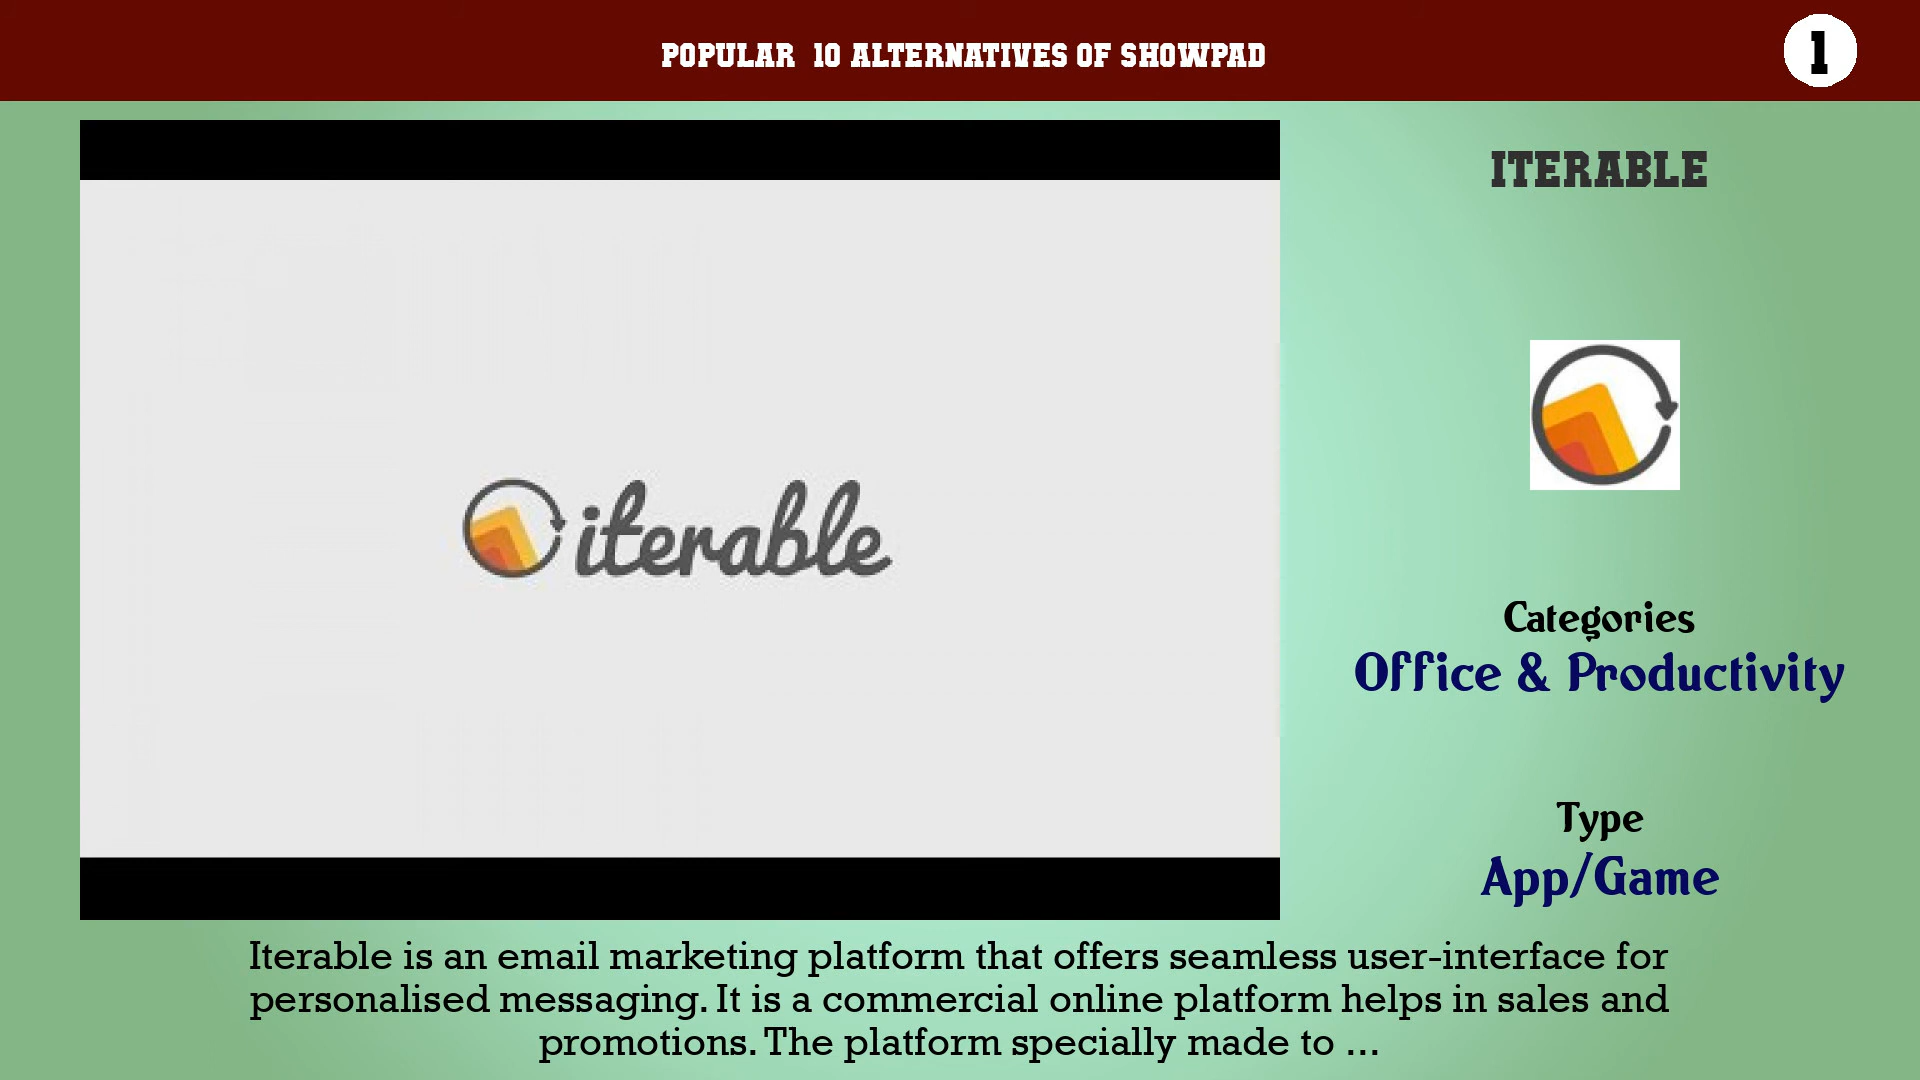 POPULAR 10 ALTERNATIVES OF SHOWPAD
1
ITERABLE
iterable
Categories
Office & Productivity
Type
App/Game
Iterable is an email marketing platform that offers seamless user-interface for
personalised messaging. It is a commercial online platform helps in sales and
promotions. The platform specially made to ...